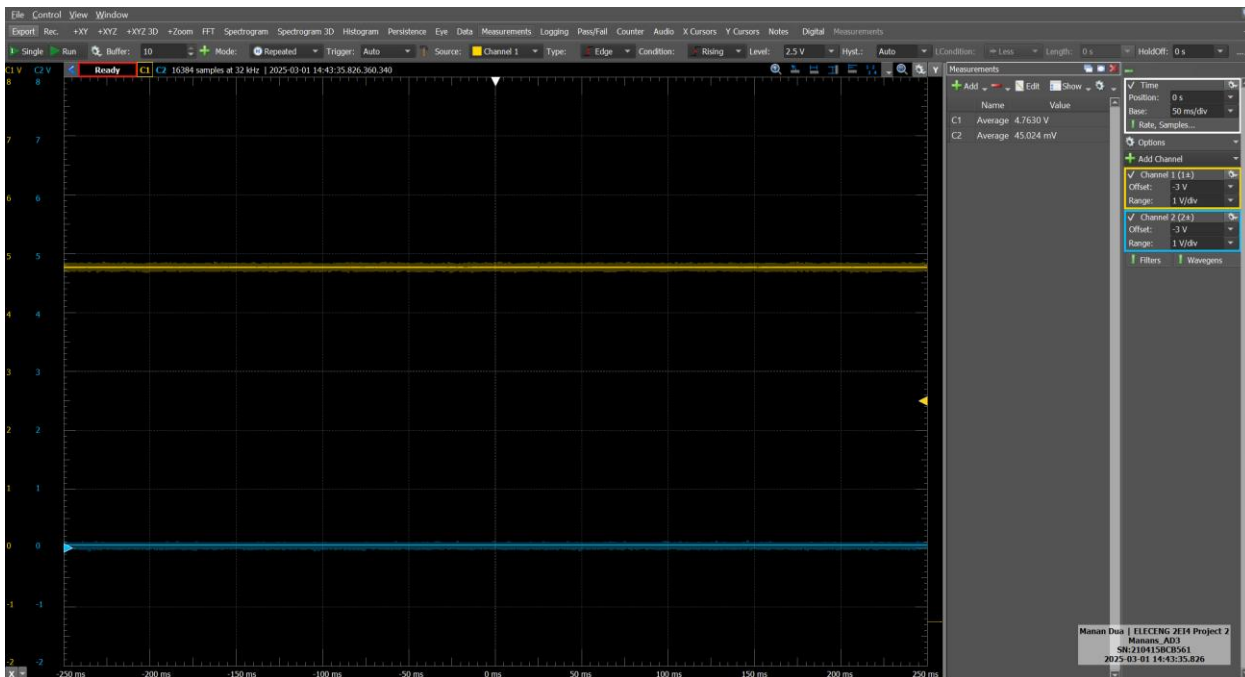 File Control View Window
Export Rec. +XY +XYZ +XYZ 3D +Zoom FFT Spectrogram Spectrogram 3D Histogram Persistence Eye Data Measurements Logging Pass/Fail Counter Audio X Cursors Y Cursors Notes Digital Measurements
Single Run Buffer: 10 Mode: Repeated Trigger: Auto Source: Channel 1 Type: Edge Condition: Rising Level: 2.5 V Hyst.: Auto LCondition: Less Length: 0 s HoldOff: 0 s
C1 V C2 V Ready C1 C2 16384 samples at 32 kHz | 2025-03-01 14:43:35.826.360.340 Y
8 8
7 7
6 6
5 5
4 4
3 3
2 2
1 1
0 0
-1 -1
-2 -2
X -250 ms -200 ms -150 ms -100 ms -50 ms 0 ms 50 ms 100 ms 150 ms 200 ms 250 ms
Measurements
Add Edit Show
Name Value
C1 Average 4.7630 V
C2 Average 45.024 mV
Time
Position: 0 s
Base: 50 ms/div
Rate, Samples...
Options
Add Channel
Channel 1 (1±)
Offset: -3 V
Range: 1 V/div
Channel 2 (2±)
Offset: -3 V
Range: 1 V/div
Filters Wavegens
Manan Dua | ELECENG 2EI4 Project 2
Manans_AD3
SN:210415BCB561
2025-03-01 14:43:35.826